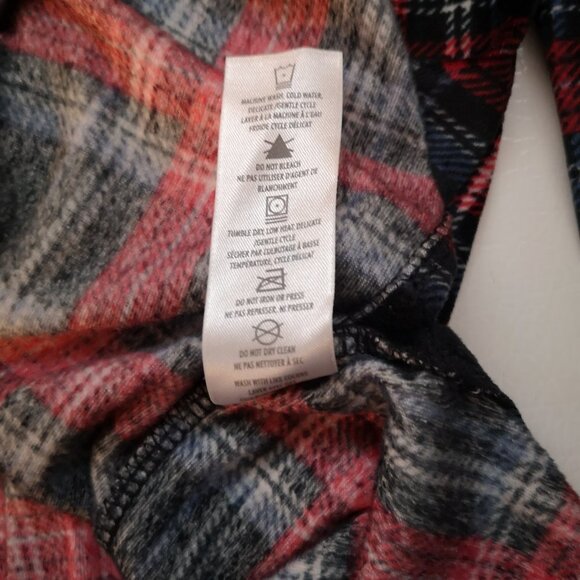 MACHINE WASH, COLD WATER,
DELICATE /GENTLE CYCLE
LAVER À LA MACHINE À L'EAU
FROIDE CYCLE DÉLICAT
DO NOT BLEACH
NE PAS UTILISER D'AGENT DE
BLANCHIMENT
TUMBLE DRY, LOW HEAT, DELICATE
/GENTLE CYCLE
SÉCHER PAR CULBUTAGE À BASSE
TEMPÉRATURE, CYCLE DÉLICAT
DO NOT IRON OR PRESS
NE PAS REPASSER, NI PRESSER
DO NOT DRY CLEAN
NE PAS NETTOYER À SEC
WASH WITH LIKE COLORS
LAVER